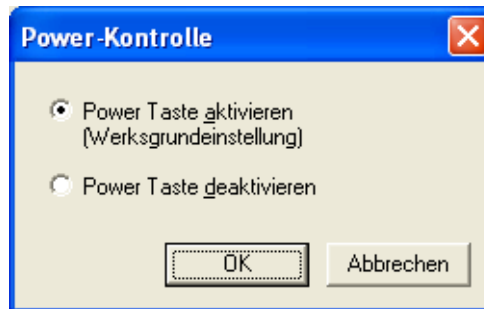 Power-Kontrolle
Power Taste aktivieren
(Werksgrundeinstellung)
Power Taste deaktivieren
OK
Abbrechen